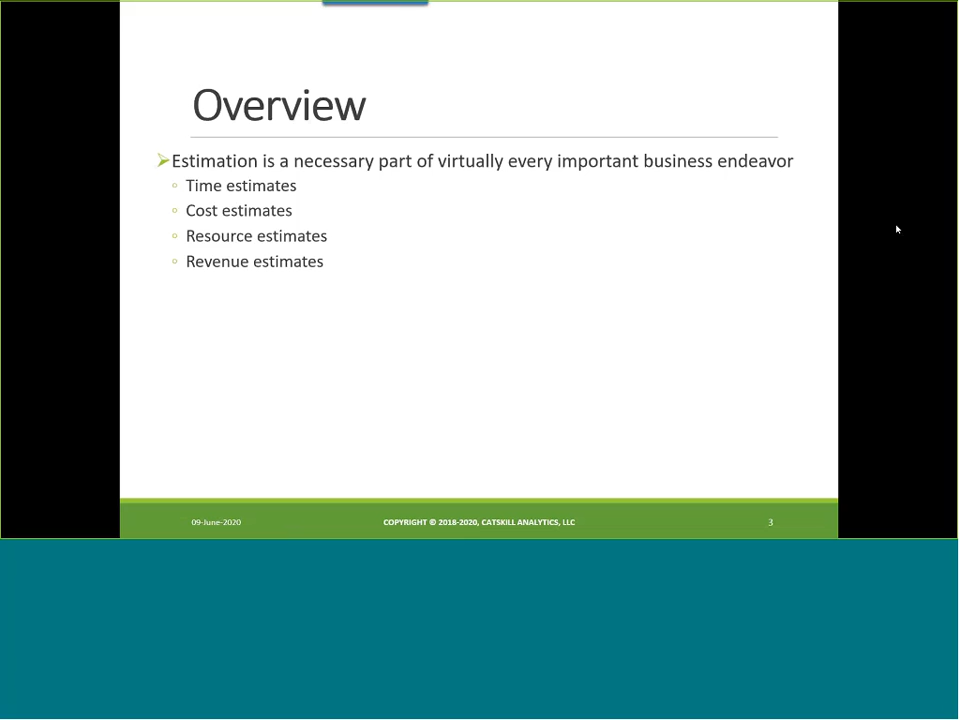 Overview
Estimation is a necessary part of virtually every important business endeavor
Time estimates
Cost estimates
Resource estimates
Revenue estimates
09-June-2020 COPYRIGHT © 2018-2020, CATSKILL ANALYTICS, LLC 3